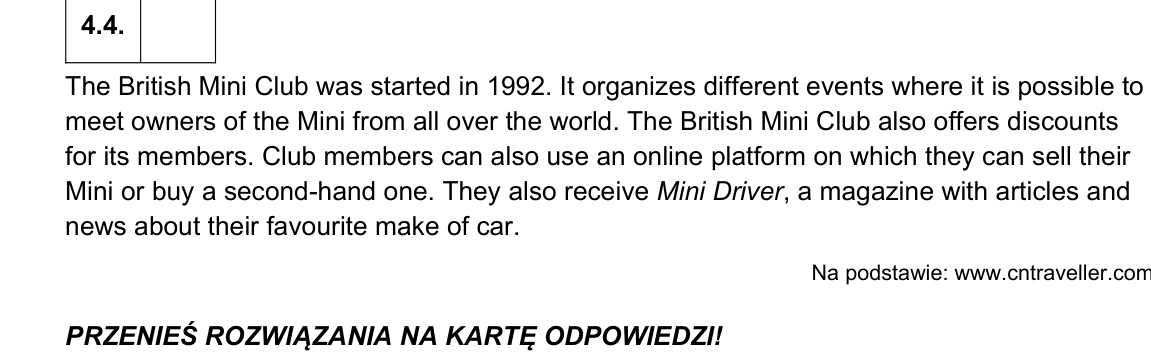 4.4.
The British Mini Club was started in 1992. It organizes different events where it is possible to
meet owners of the Mini from all over the world. The British Mini Club also offers discounts
for its members. Club members can also use an online platform on which they can sell their
Mini or buy a second-hand one. They also receive Mini Driver, a magazine with articles and
news about their favourite make of car.
Na podstawie: www.cntraveller.com
PRZENIEŚ ROZWIĄZANIA NA KARTĘ ODPOWIEDZI!